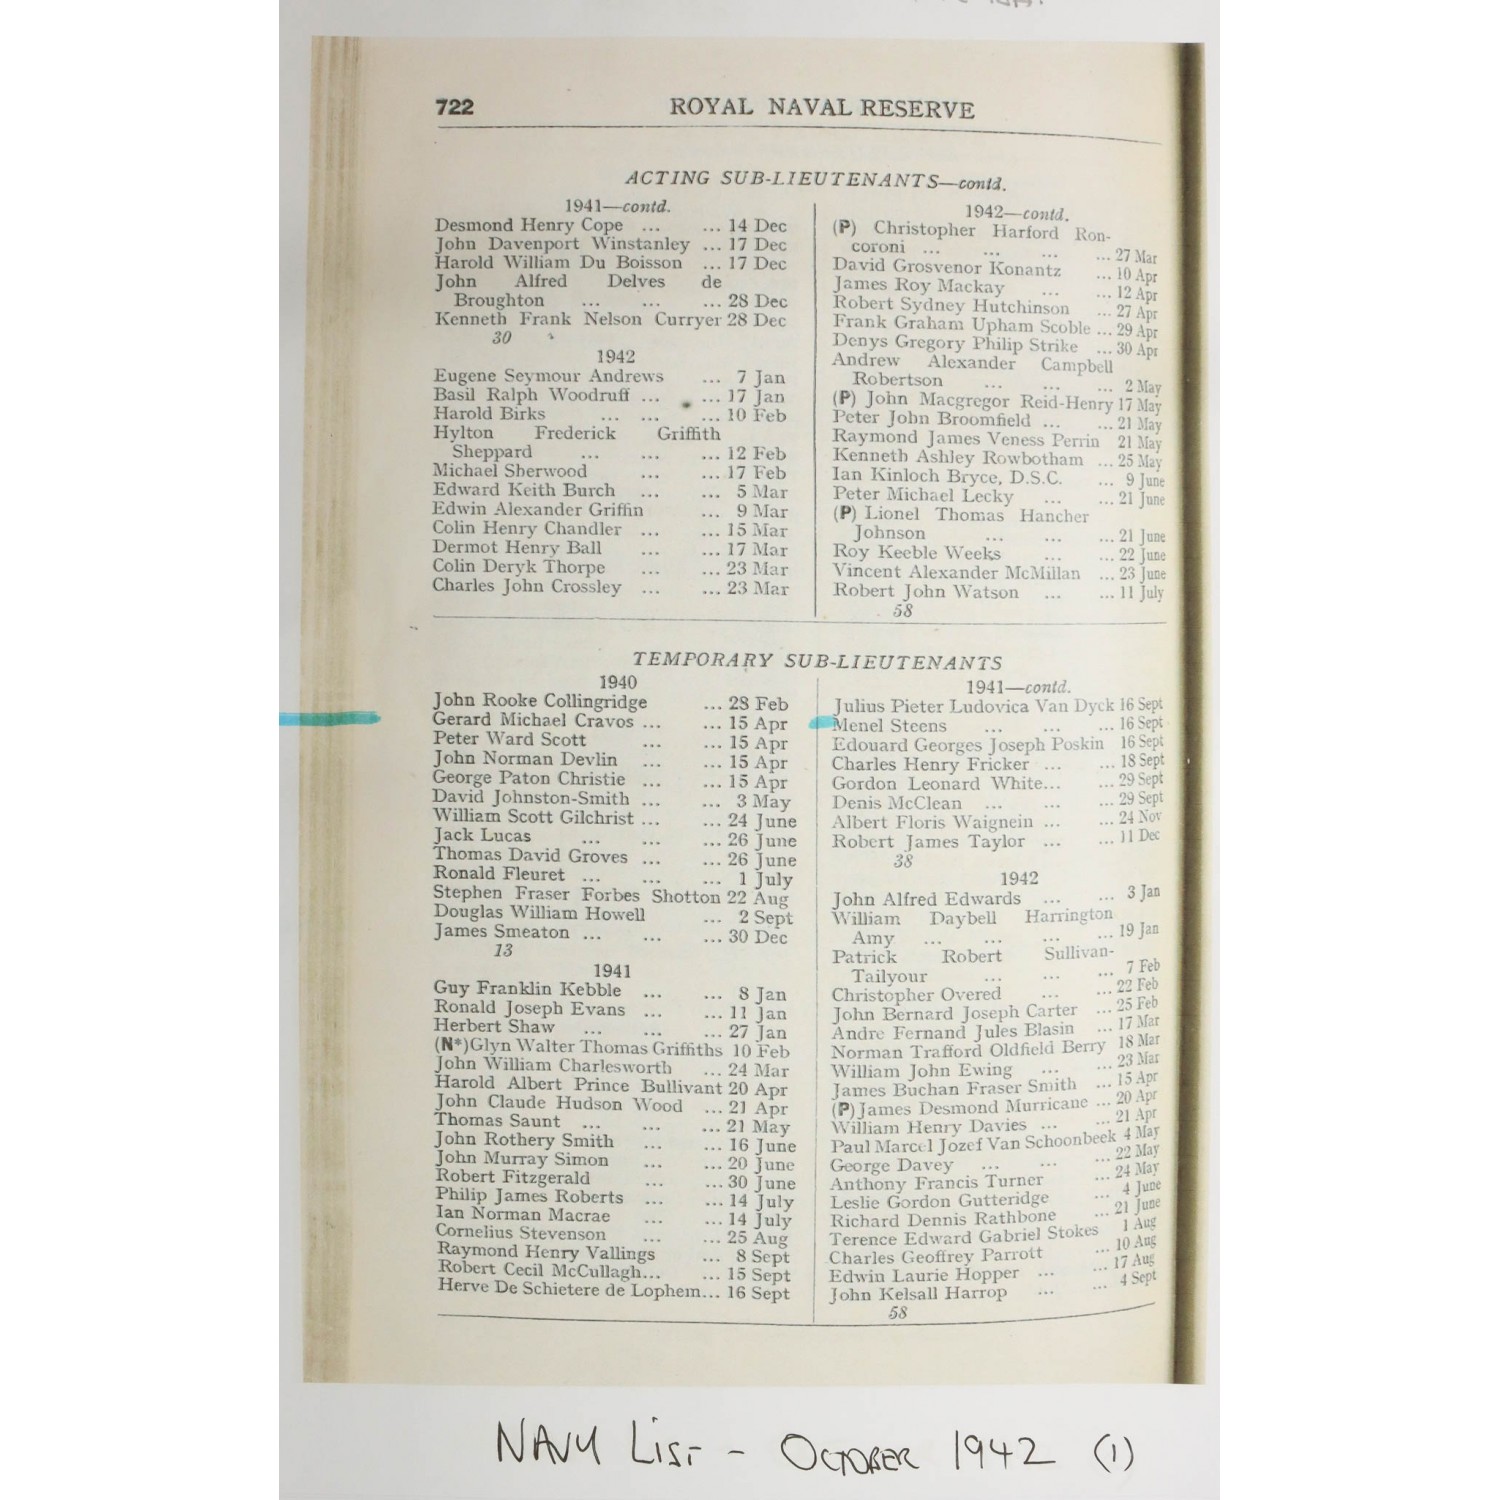 722 ROYAL NAVAL RESERVE
ACTING SUB-LIEUTENANTS—contd.
1941—contd.
Desmond Henry Cope ... ... 14 Dec
John Davenport Winstanley ... 17 Dec
Harold William Du Boisson ... 17 Dec
John Alfred Delves de
Broughton ... ... ... 28 Dec
Kenneth Frank Nelson Curryer 28 Dec
30
1942
Eugene Seymour Andrews ... 7 Jan
Basil Ralph Woodruff ... ... 17 Jan
Harold Birks ... ... ... 10 Feb
Hylton Frederick Griffith
Sheppard ... ... ... 12 Feb
Michael Sherwood ... ... 17 Feb
Edward Keith Burch ... ... 5 Mar
Edwin Alexander Griffin ... 9 Mar
Colin Henry Chandler ... ... 15 Mar
Dermot Henry Ball ... ... 17 Mar
Colin Deryk Thorpe ... ... 23 Mar
Charles John Crossley ... ... 23 Mar
1942—contd.
(P) Christopher Harford Ron-
coroni ... ... ... ... 27 Mar
David Grosvenor Konantz ... 10 Apr
James Roy Mackay ... ... 12 Apr
Robert Sydney Hutchinson ... 27 Apr
Frank Graham Upham Scoble ... 29 Apr
Denys Gregory Philip Strike ... 30 Apr
Andrew Alexander Campbell
Robertson ... ... ... 2 May
(P) John Macgregor Reid-Henry 17 May
Peter John Broomfield ... ... 21 May
Raymond James Veness Perrin 21 May
Kenneth Ashley Rowbotham ... 25 May
Ian Kinloch Bryce, D.S.C. ... 9 June
Peter Michael Lecky ... ... 21 June
(P) Lionel Thomas Hancher
Johnson ... ... ... 21 June
Roy Keeble Weeks ... ... 22 June
Vincent Alexander McMillan ... 23 June
Robert John Watson ... ... 11 July
58
TEMPORARY SUB-LIEUTENANTS
1940
John Rooke Collingridge ... 28 Feb
Gerard Michael Cravos ... ... 15 Apr
Peter Ward Scott ... ... 15 Apr
John Norman Devlin ... ... 15 Apr
George Paton Christie ... ... 15 Apr
David Johnston-Smith ... ... 3 May
William Scott Gilchrist ... ... 24 June
Jack Lucas ... ... ... 26 June
Thomas David Groves ... ... 26 June
Ronald Fleuret ... ... ... 1 July
Stephen Fraser Forbes Shotton 22 Aug
Douglas William Howell ... 2 Sept
James Smeaton ... ... ... 30 Dec
13
1941
Guy Franklin Kebble ... ... 8 Jan
Ronald Joseph Evans ... ... 11 Jan
Herbert Shaw ... ... ... 27 Jan
(N*)Glyn Walter Thomas Griffiths 10 Feb
John William Charlesworth ... 24 Mar
Harold Albert Prince Bullivant 20 Apr
John Claude Hudson Wood ... 21 Apr
Thomas Saunt ... ... ... 21 May
John Rothery Smith ... ... 16 June
John Murray Simon ... ... 20 June
Robert Fitzgerald ... ... 30 June
Philip James Roberts ... ... 14 July
Ian Norman Macrae ... ... 14 July
Cornelius Stevenson ... ... 25 Aug
Raymond Henry Vallings ... 8 Sept
Robert Cecil McCullagh... ... 15 Sept
Herve De Schietere de Lophem... 16 Sept
1941—contd.
Julius Pieter Ludovica Van Dyck 16 Sept
Menel Steens ... ... ... 16 Sept
Edouard Georges Joseph Poskin 16 Sept
Charles Henry Fricker ... ... 18 Sept
Gordon Leonard White... ... 29 Sept
Denis McClean ... ... ... 29 Sept
Albert Floris Waignein ... ... 24 Nov
Robert James Taylor ... ... 11 Dec
38
1942
John Alfred Edwards ... ... 3 Jan
William Daybell Harrington
Amy ... ... ... ... 19 Jan
Patrick Robert Sullivan-
Tailyour ... ... ... 7 Feb
Christopher Overed ... ... 22 Feb
John Bernard Joseph Carter ... 25 Feb
Andre Fernand Jules Blasin ... 17 Mar
Norman Trafford Oldfield Berry 18 Mar
William John Ewing ... ... 23 Mar
James Buchan Fraser Smith ... 15 Apr
(P) James Desmond Murricane ... 20 Apr
William Henry Davies ... ... 21 Apr
Paul Marcel Jozef Van Schoonbeek 4 May
George Davey ... ... ... 22 May
Anthony Francis Turner ... 24 May
Leslie Gordon Gutteridge ... 4 June
Richard Dennis Rathbone ... 21 June
Terence Edward Gabriel Stokes 1 Aug
Charles Geoffrey Parrott ... 10 Aug
Edwin Laurie Hopper ... ... 17 Aug
John Kelsall Harrop ... ... 4 Sept
58
NAVY LIST - OCTOBER 1942 (1)